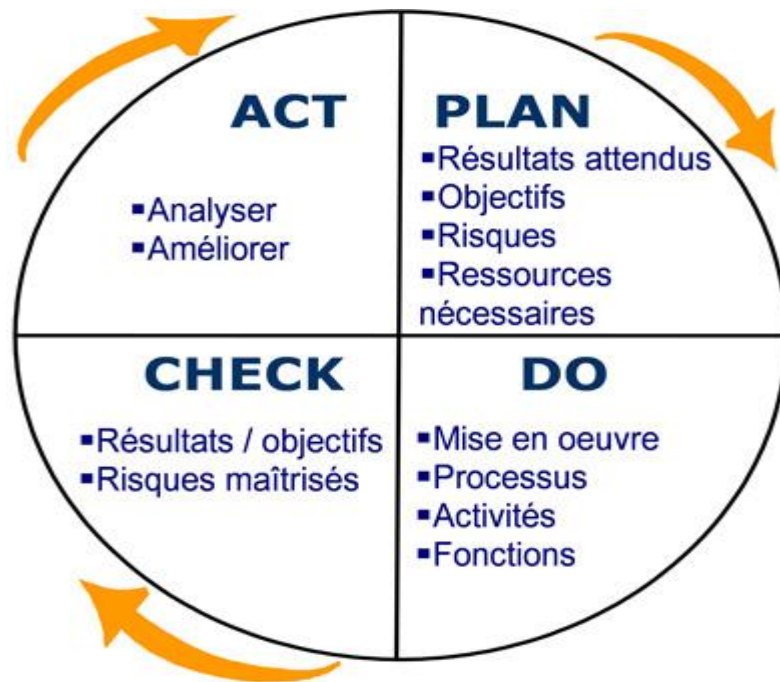 ACT
▪Analyser
▪Améliorer
PLAN
▪Résultats attendus
▪Objectifs
▪Risques
▪Ressources
nécessaires
CHECK
▪Résultats / objectifs
▪Risques maîtrisés
DO
▪Mise en oeuvre
▪Processus
▪Activités
▪Fonctions